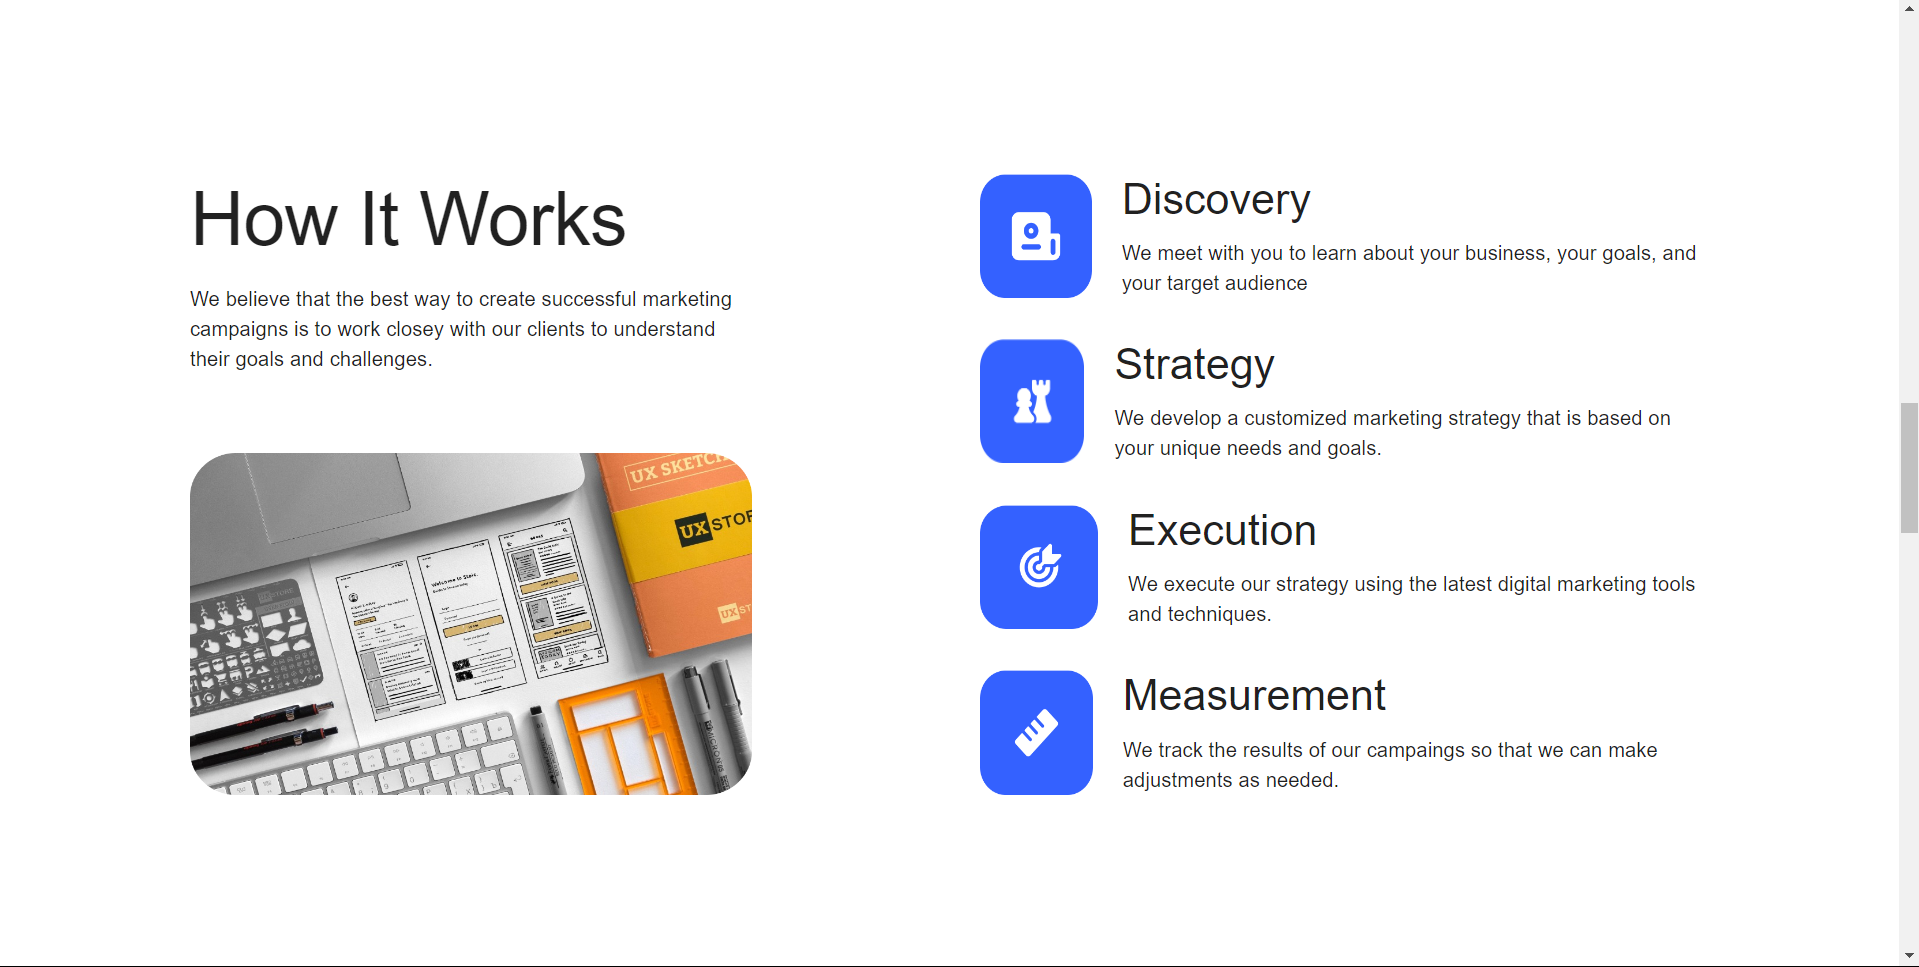 How It Works
We believe that the best way to create successful marketing
campaigns is to work closey with our clients to understand
their goals and challenges.
UX SKETCH
UX STOR
UX ST
Welcome to Store.
Discovery
We meet with you to learn about your business, your goals, and
your target audience
Strategy
We develop a customized marketing strategy that is based on
your unique needs and goals.
Execution
We execute our strategy using the latest digital marketing tools
and techniques.
Measurement
We track the results of our campaings so that we can make
adjustments as needed.